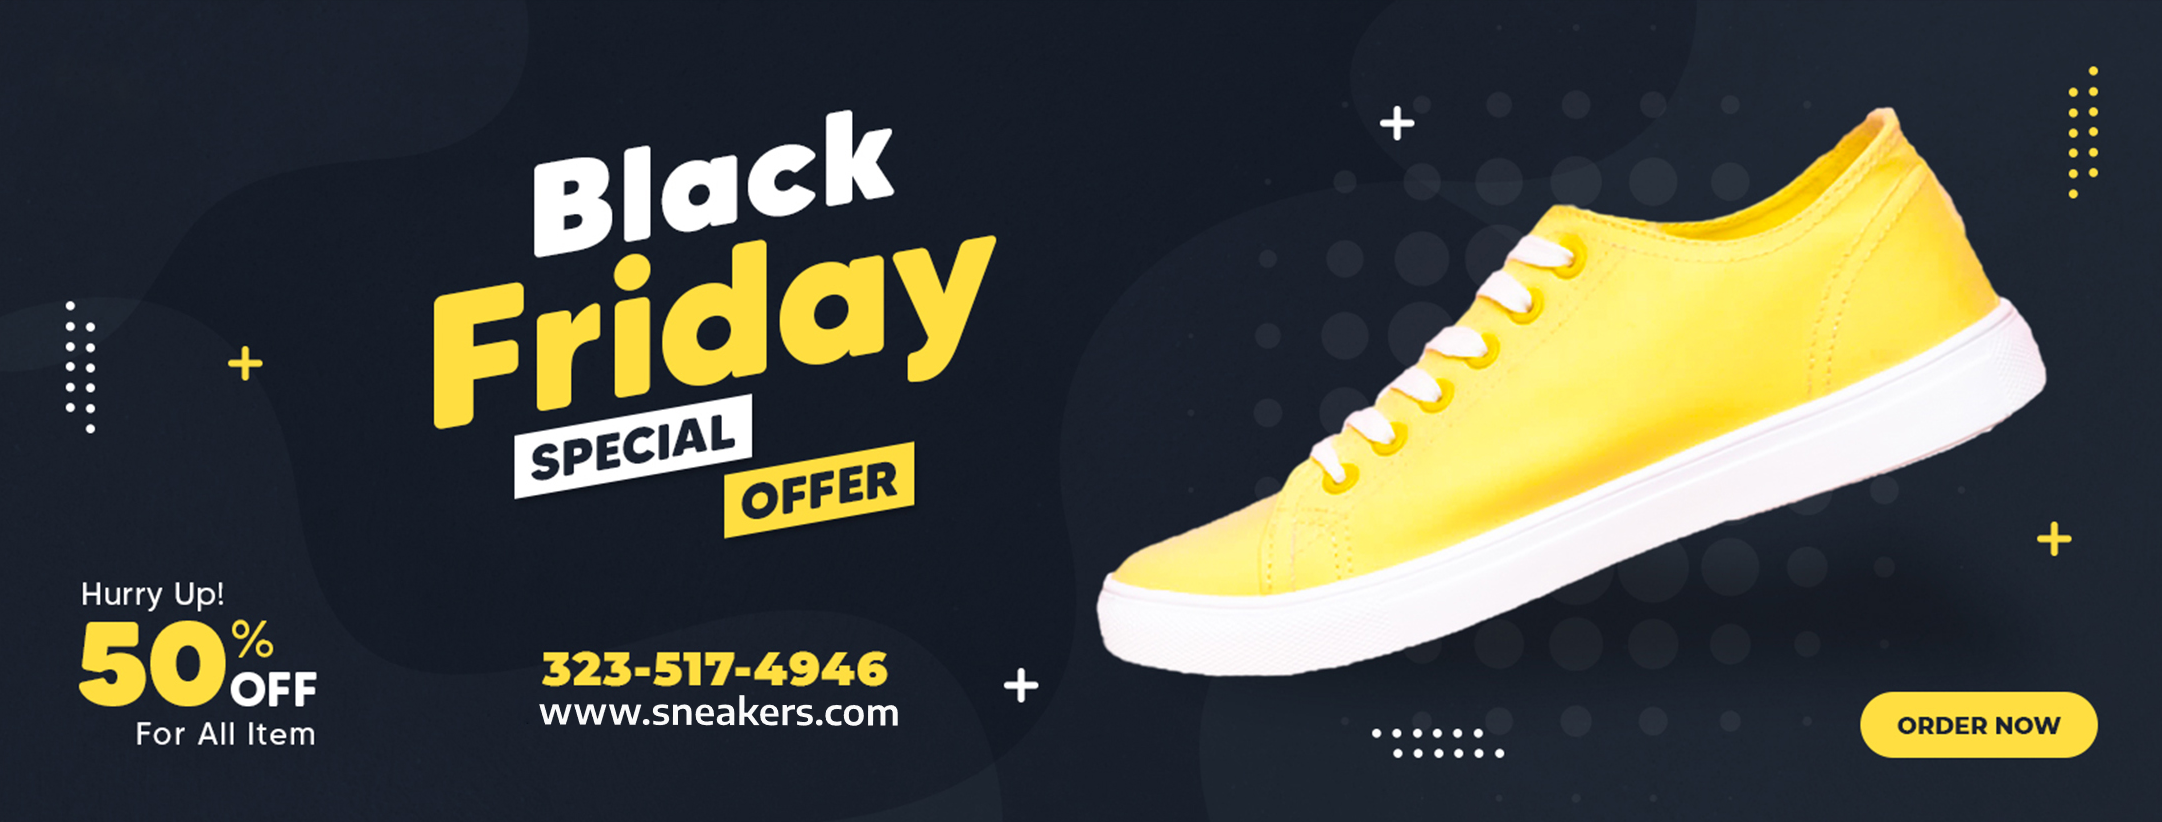 Black
Friday
SPECIAL
OFFER
Hurry Up!
50%
OFF
For All Item
323-517-4946
www.sneakers.com
ORDER NOW